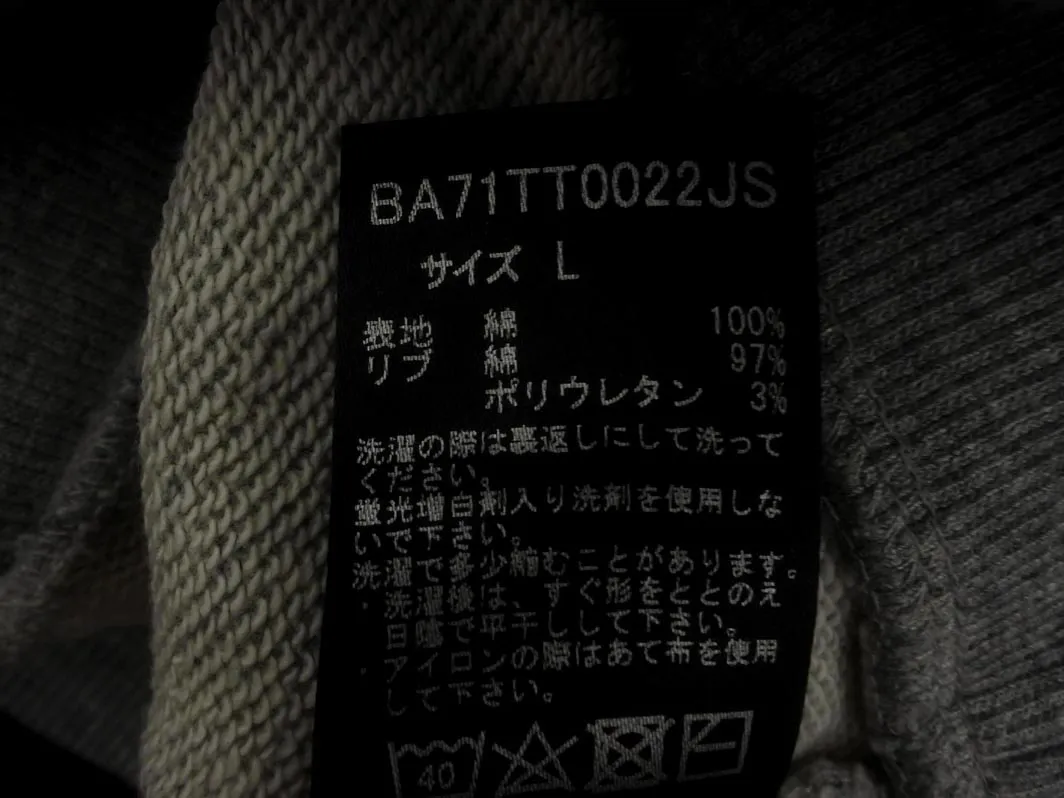 BA71TT0022JS
サイズ L
表地 綿 100%
リブ 綿 97%
ポリウレタン 3%
洗濯の際は裏返しにして洗って
ください。
蛍光増白剤入り洗剤を使用しな
いで下さい。
洗濯で多少縮むことがあります。
・洗濯後は、すぐ形をととのえ
日陰で平干しして下さい。
・アイロンの際はあて布を使用
して下さい。
40